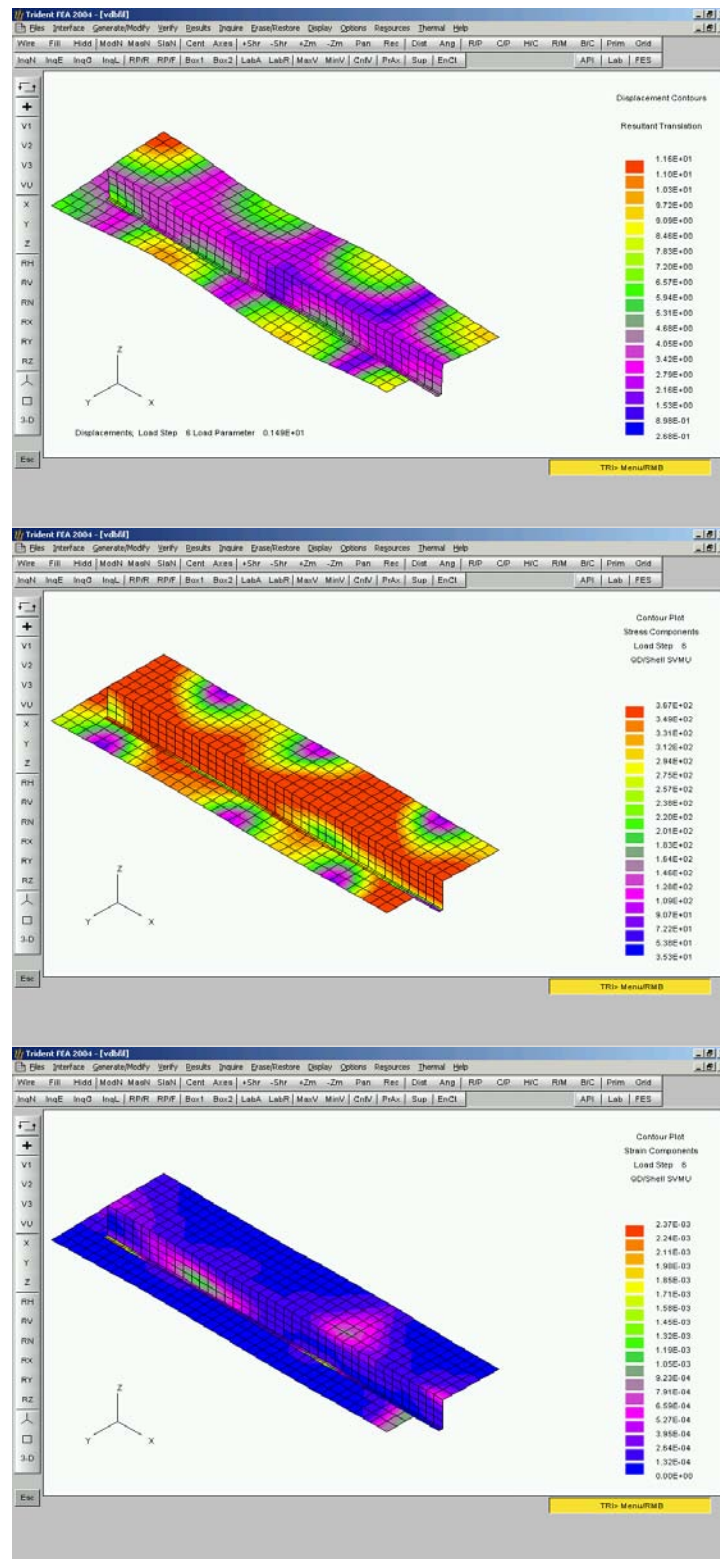 Trident FEA 2004 - [vdbfil]
Files Interface Generate/Modify Verify Results Inquire Erase/Restore Display Options Resources Thermal Help
Wire Fill Hidd ModN MasN SlaN Cent Axes +Shr -Shr +Zm -Zm Pan Rec Dist Ang R/P C/P H/C R/M B/C Prim Grid
InqN InqE InqG InqL RP/R RP/F Box1 Box2 LabA LabR MaxV MinV CnlV PrAx Sup EnCt API Lab FES
+
V1
V2
V3
VU
X
Y
Z
RH
RV
RN
RX
RY
RZ
3-D
Esc
Displacement Contours
Resultant Translation
1.16E+01
1.10E+01
1.03E+01
9.72E+00
9.09E+00
8.46E+00
7.83E+00
7.20E+00
6.57E+00
5.94E+00
5.31E+00
4.68E+00
4.05E+00
3.42E+00
2.79E+00
2.16E+00
1.53E+00
8.98E-01
2.68E-01
Z
Y X
Displacements, Load Step 6 Load Parameter 0.149E+01
TRI> Menu/RMB
Trident FEA 2004 - [vdbfil]
Files Interface Generate/Modify Verify Results Inquire Erase/Restore Display Options Resources Thermal Help
Wire Fill Hidd ModN MasN SlaN Cent Axes +Shr -Shr +Zm -Zm Pan Rec Dist Ang R/P C/P H/C R/M B/C Prim Grid
InqN InqE InqG InqL RP/R RP/F Box1 Box2 LabA LabR MaxV MinV CnlV PrAx Sup EnCt API Lab FES
+
V1
V2
V3
VU
X
Y
Z
RH
RV
RN
RX
RY
RZ
3-D
Esc
Contour Plot
Stress Components
Load Step 6
QD/Shell SVMU
3.67E+02
3.49E+02
3.31E+02
3.12E+02
2.94E+02
2.75E+02
2.57E+02
2.38E+02
2.20E+02
2.01E+02
1.83E+02
1.64E+02
1.46E+02
1.28E+02
1.09E+02
9.07E+01
7.22E+01
5.38E+01
3.53E+01
Z
Y X
TRI> Menu/RMB
Trident FEA 2004 - [vdbfil]
Files Interface Generate/Modify Verify Results Inquire Erase/Restore Display Options Resources Thermal Help
Wire Fill Hidd ModN MasN SlaN Cent Axes +Shr -Shr +Zm -Zm Pan Rec Dist Ang R/P C/P H/C R/M B/C Prim Grid
InqN InqE InqG InqL RP/R RP/F Box1 Box2 LabA LabR MaxV MinV CnlV PrAx Sup EnCt API Lab FES
+
V1
V2
V3
VU
X
Y
Z
RH
RV
RN
RX
RY
RZ
3-D
Esc
Contour Plot
Strain Components
Load Step 6
QD/Shell SVMU
2.37E-03
2.24E-03
2.11E-03
1.98E-03
1.85E-03
1.71E-03
1.58E-03
1.45E-03
1.32E-03
1.19E-03
1.05E-03
9.23E-04
7.91E-04
6.59E-04
5.27E-04
3.95E-04
2.64E-04
1.32E-04
0.00E+00
Z
Y X
TRI> Menu/RMB